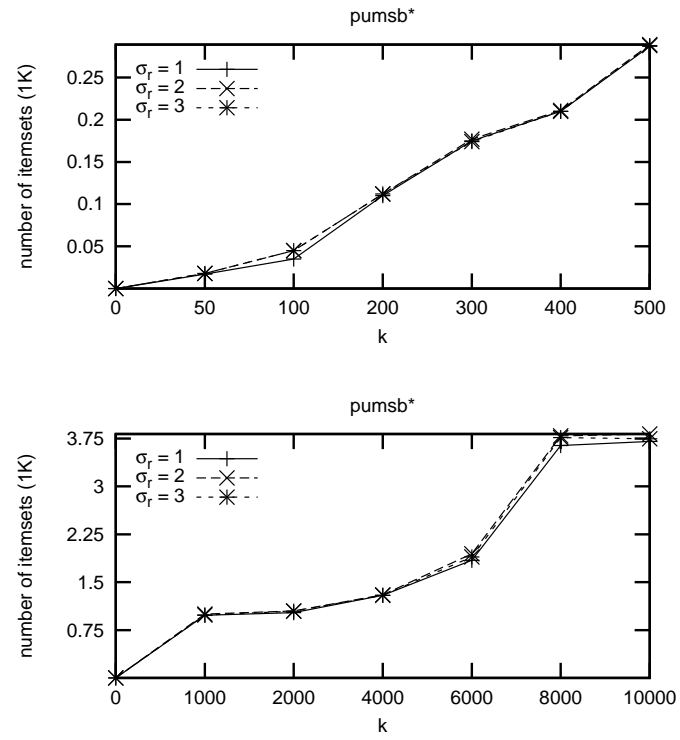 pumsb*
number of itemsets (1K)
σr = 1
σr = 2
σr = 3
0.25
0.2
0.15
0.1
0.05
0 50 100 200 300 400 500
k
pumsb*
number of itemsets (1K)
σr = 1
σr = 2
σr = 3
3.75
3
2.25
1.5
0.75
0 1000 2000 4000 6000 8000 10000
k